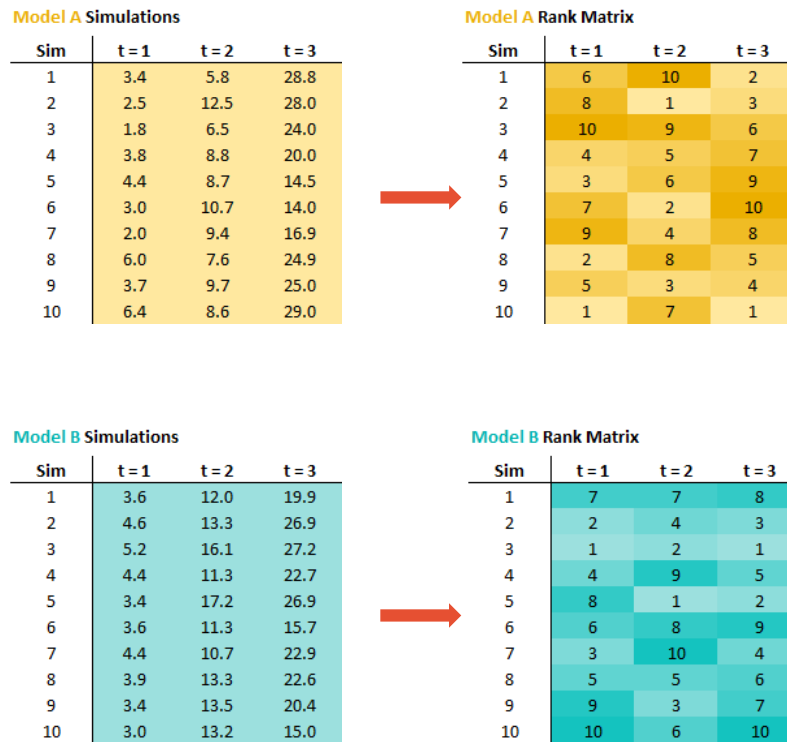 Model A Simulations Model A Rank Matrix
Sim t = 1 t = 2 t = 3 Sim t = 1 t = 2 t = 3
1 3.4 5.8 28.8 1 6 10 2
2 2.5 12.5 28.0 2 8 1 3
3 1.8 6.5 24.0 3 10 9 6
4 3.8 8.8 20.0 4 4 5 7
5 4.4 8.7 14.5 5 3 6 9
6 3.0 10.7 14.0 6 7 2 10
7 2.0 9.4 16.9 7 9 4 8
8 6.0 7.6 24.9 8 2 8 5
9 3.7 9.7 25.0 9 5 3 4
10 6.4 8.6 29.0 10 1 7 1
Model B Simulations Model B Rank Matrix
Sim t = 1 t = 2 t = 3 Sim t = 1 t = 2 t = 3
1 3.6 12.0 19.9 1 7 7 8
2 4.6 13.3 26.9 2 2 4 3
3 5.2 16.1 27.2 3 1 2 1
4 4.4 11.3 22.7 4 4 9 5
5 3.4 17.2 26.9 5 8 1 2
6 3.6 11.3 15.7 6 6 8 9
7 4.4 10.7 22.9 7 3 10 4
8 3.9 13.3 22.6 8 5 5 6
9 3.4 13.5 20.4 9 9 3 7
10 3.0 13.2 15.0 10 10 6 10